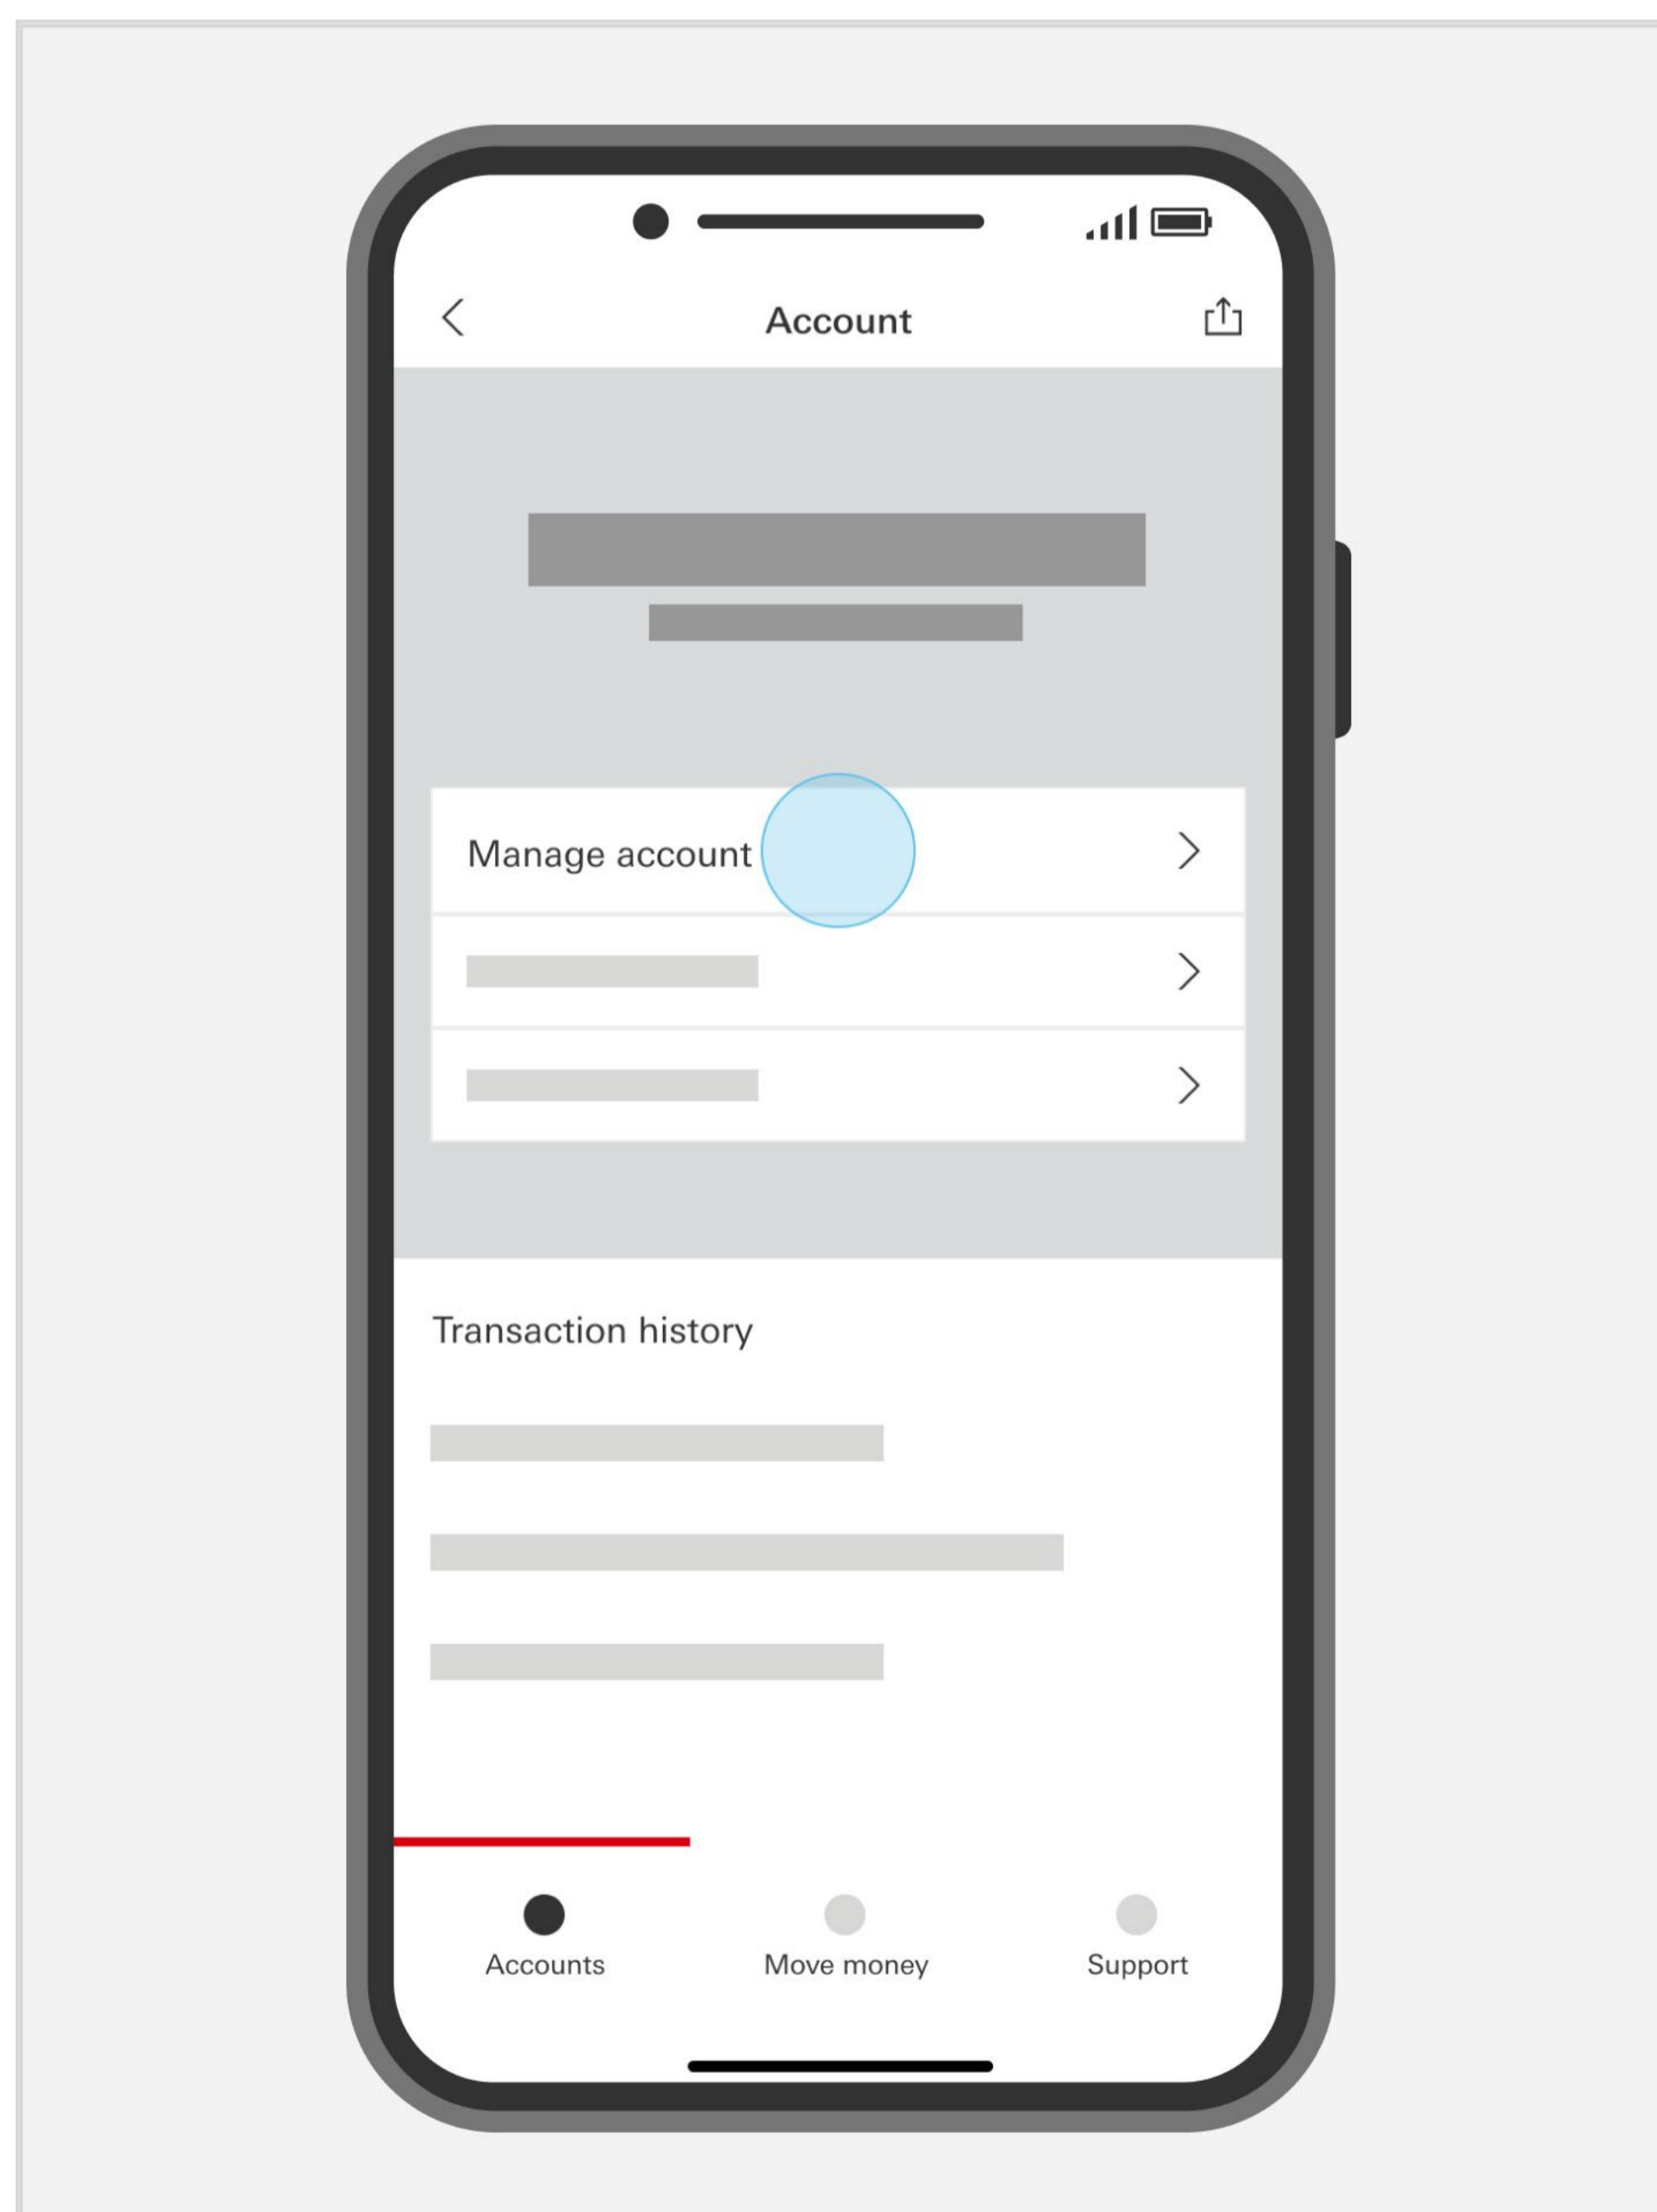 Account
Manage account
Transaction history
Accounts
Move money
Support